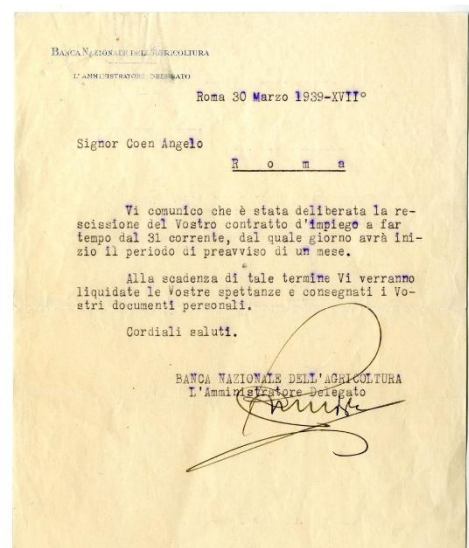 BANCA NAZIONALE DELL'AGRICOLTURA
L'AMMINISTRATORE DELEGATO
Roma 30 Marzo 1939-XVII°
Signor Coen Angelo
R o m a
Vi comunico che è stata deliberata la re-
scissione del Vostro contratto d'impiego a far
tempo dal 31 corrente, dal quale giorno avrà ini-
zio il periodo di preavviso di un mese.
Alla scadenza di tale termine Vi verranno
liquidate le Vostre spettanze e consegnati i Vo-
stri documenti personali.
Cordiali saluti.
BANCA NAZIONALE DELL'AGRICOLTURA
L'Amministratore Delegato